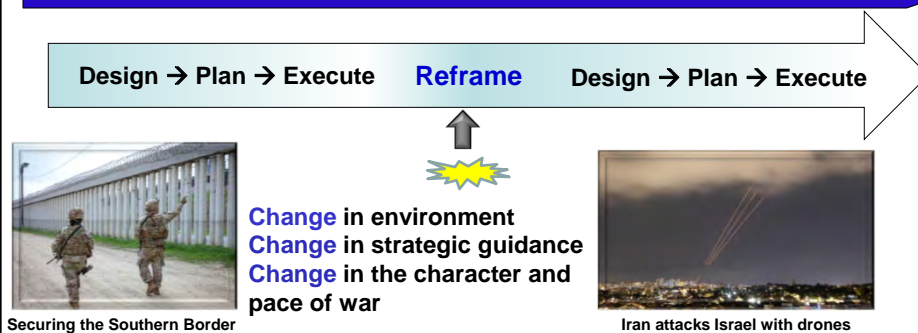 Design → Plan → Execute Reframe Design → Plan → Execute
Change in environment
Change in strategic guidance
Change in the character and
pace of war
Securing the Southern Border
Iran attacks Israel with drones